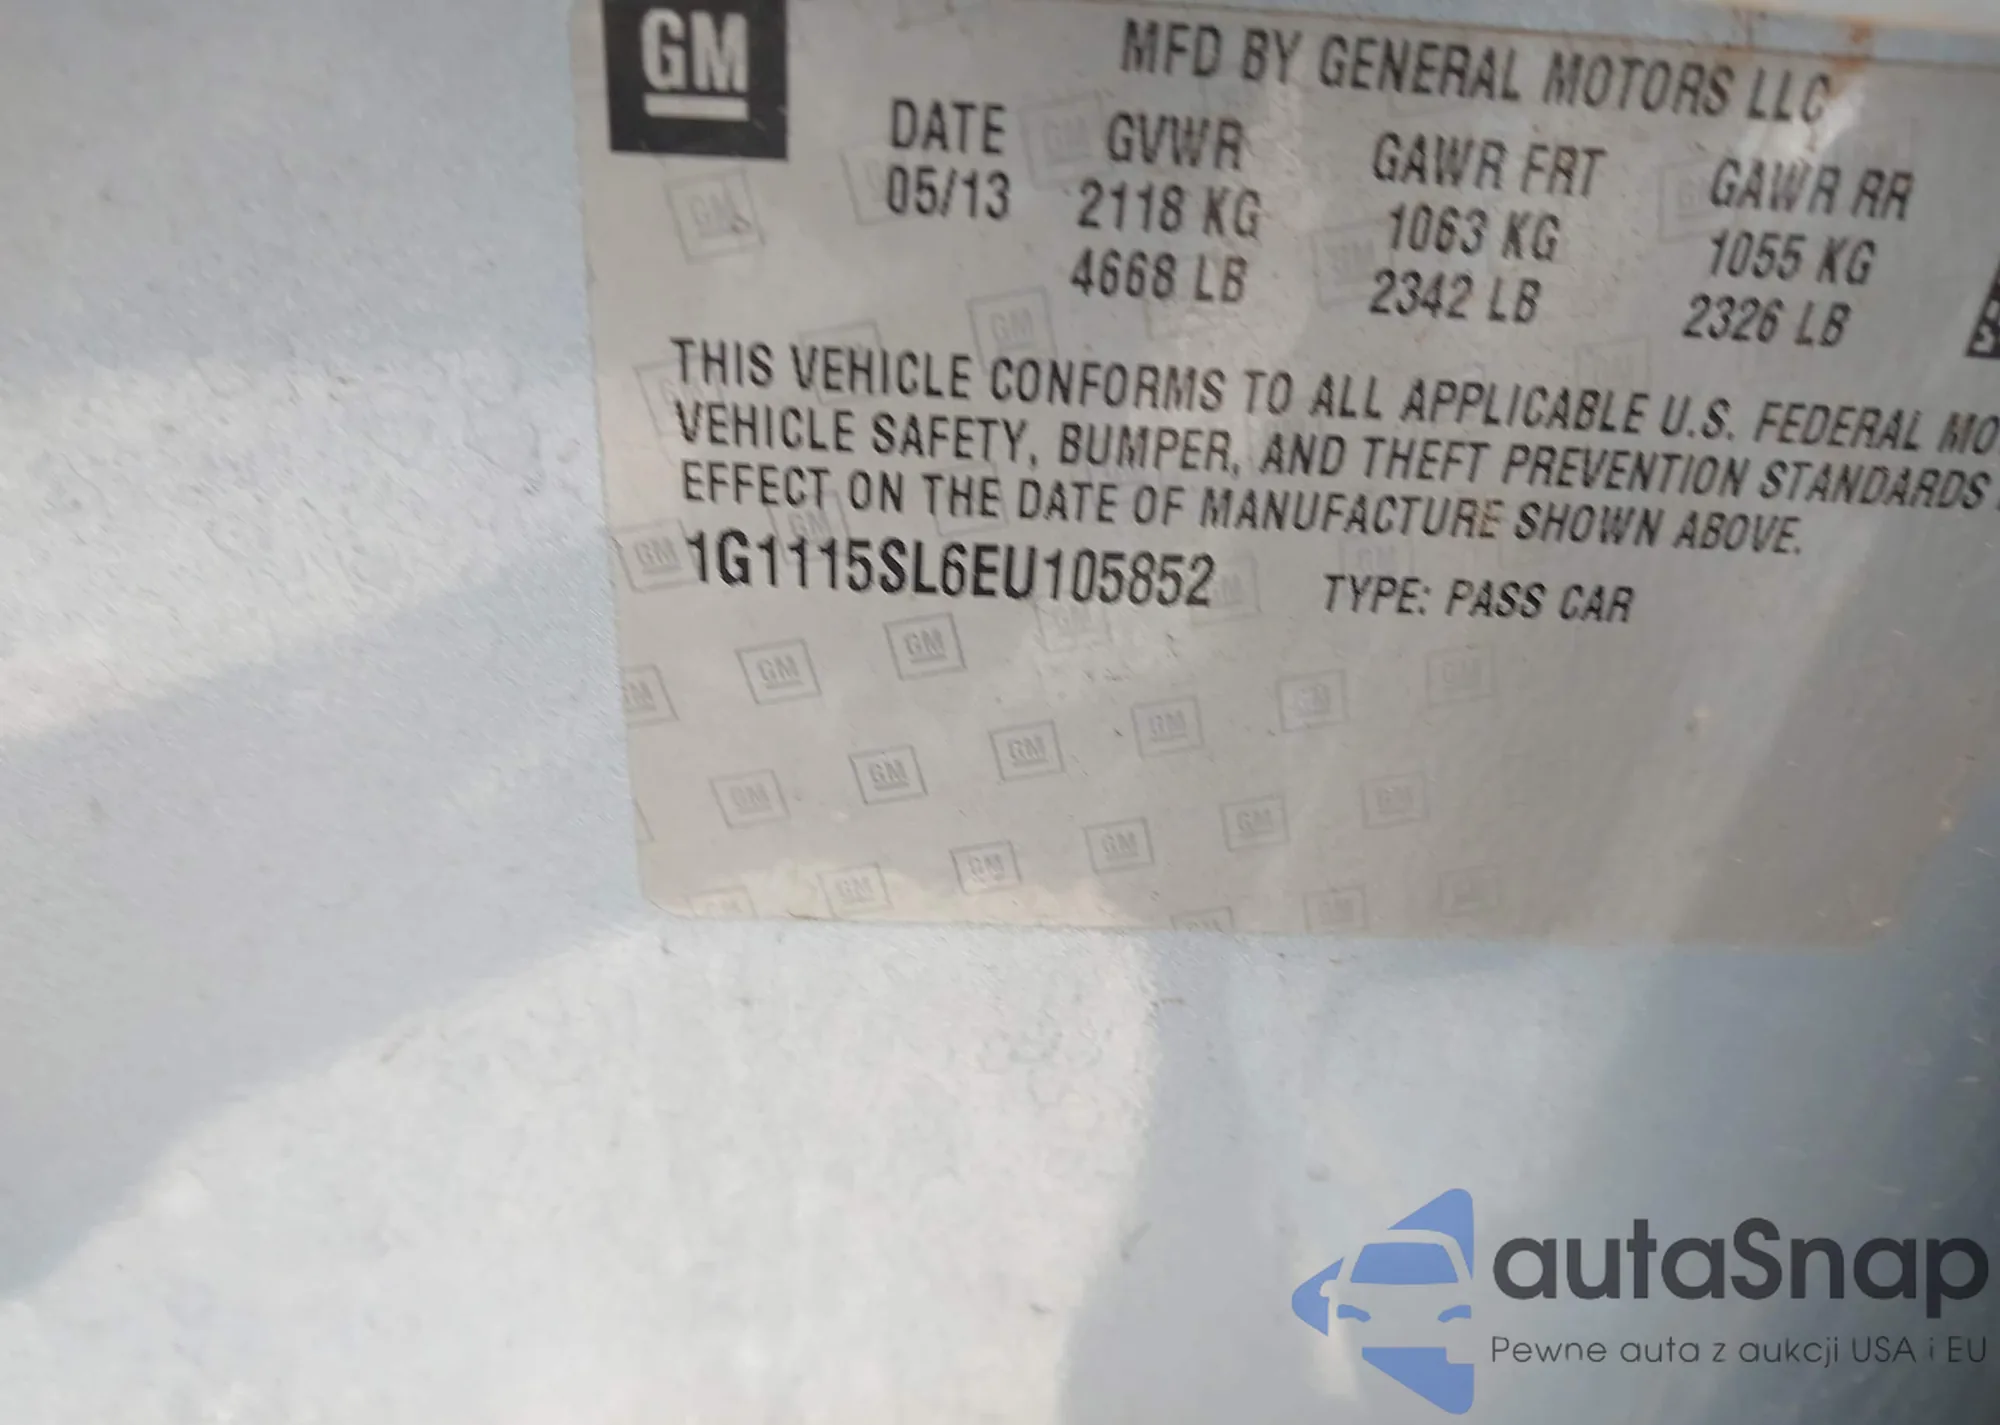 GM
MFD BY GENERAL MOTORS LLC
DATE GVWR GAWR FRT GAWR RR
05/13 2118 KG 1063 KG 1055 KG
4668 LB 2342 LB 2326 LB
THIS VEHICLE CONFORMS TO ALL APPLICABLE U.S. FEDERAL MO
VEHICLE SAFETY, BUMPER, AND THEFT PREVENTION STANDARDS
EFFECT ON THE DATE OF MANUFACTURE SHOWN ABOVE.
1G1115SL6EU105852 TYPE: PASS CAR
autaSnap
Pewne auta z aukcji USA i EU